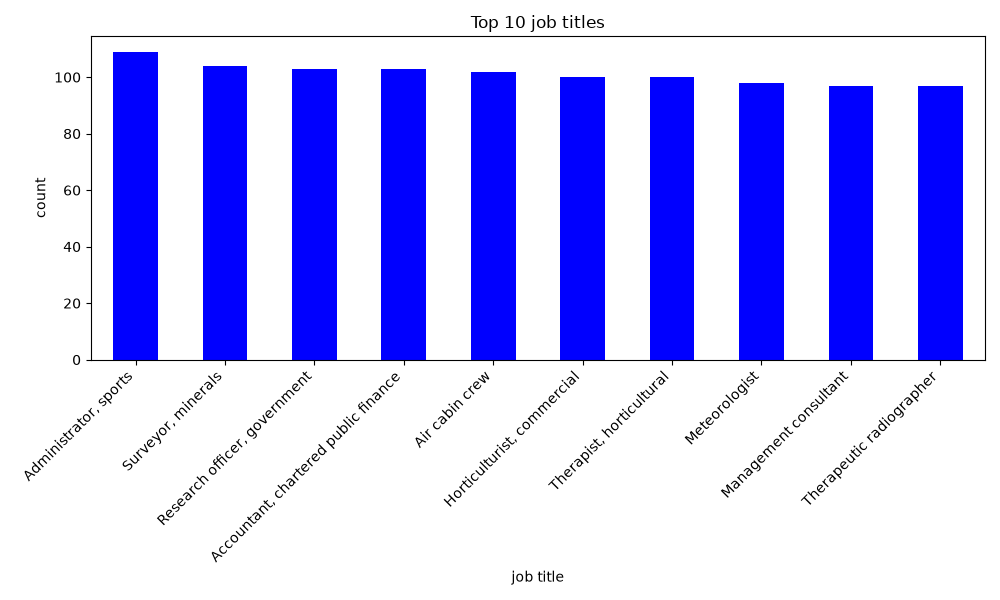 Top 10 job titles
count
100
80
60
40
20
0
Administrator, sports
Surveyor, minerals
Research officer, government
Accountant, chartered public finance
Air cabin crew
Horticulturist, commercial
Therapist, horticultural
Meteorologist
Management consultant
Therapeutic radiographer
job title